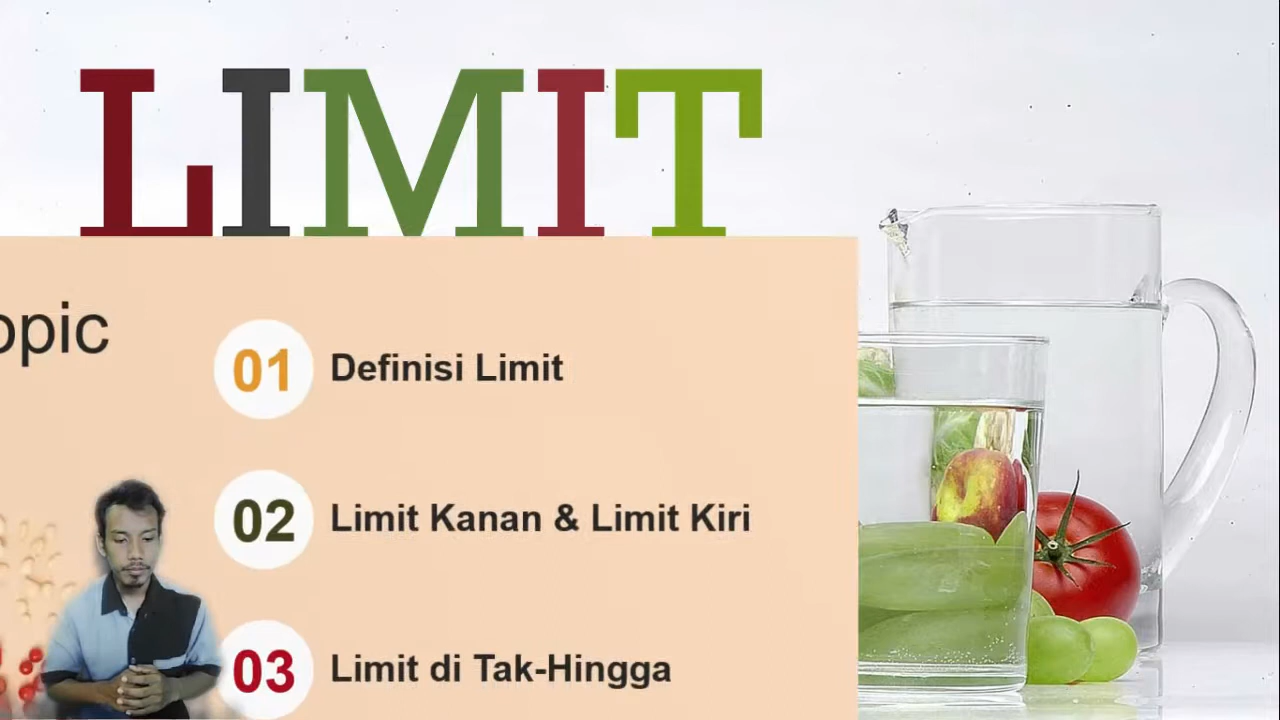 LIMIT
opic
01 Definisi Limit
02 Limit Kanan & Limit Kiri
03 Limit di Tak-Hingga